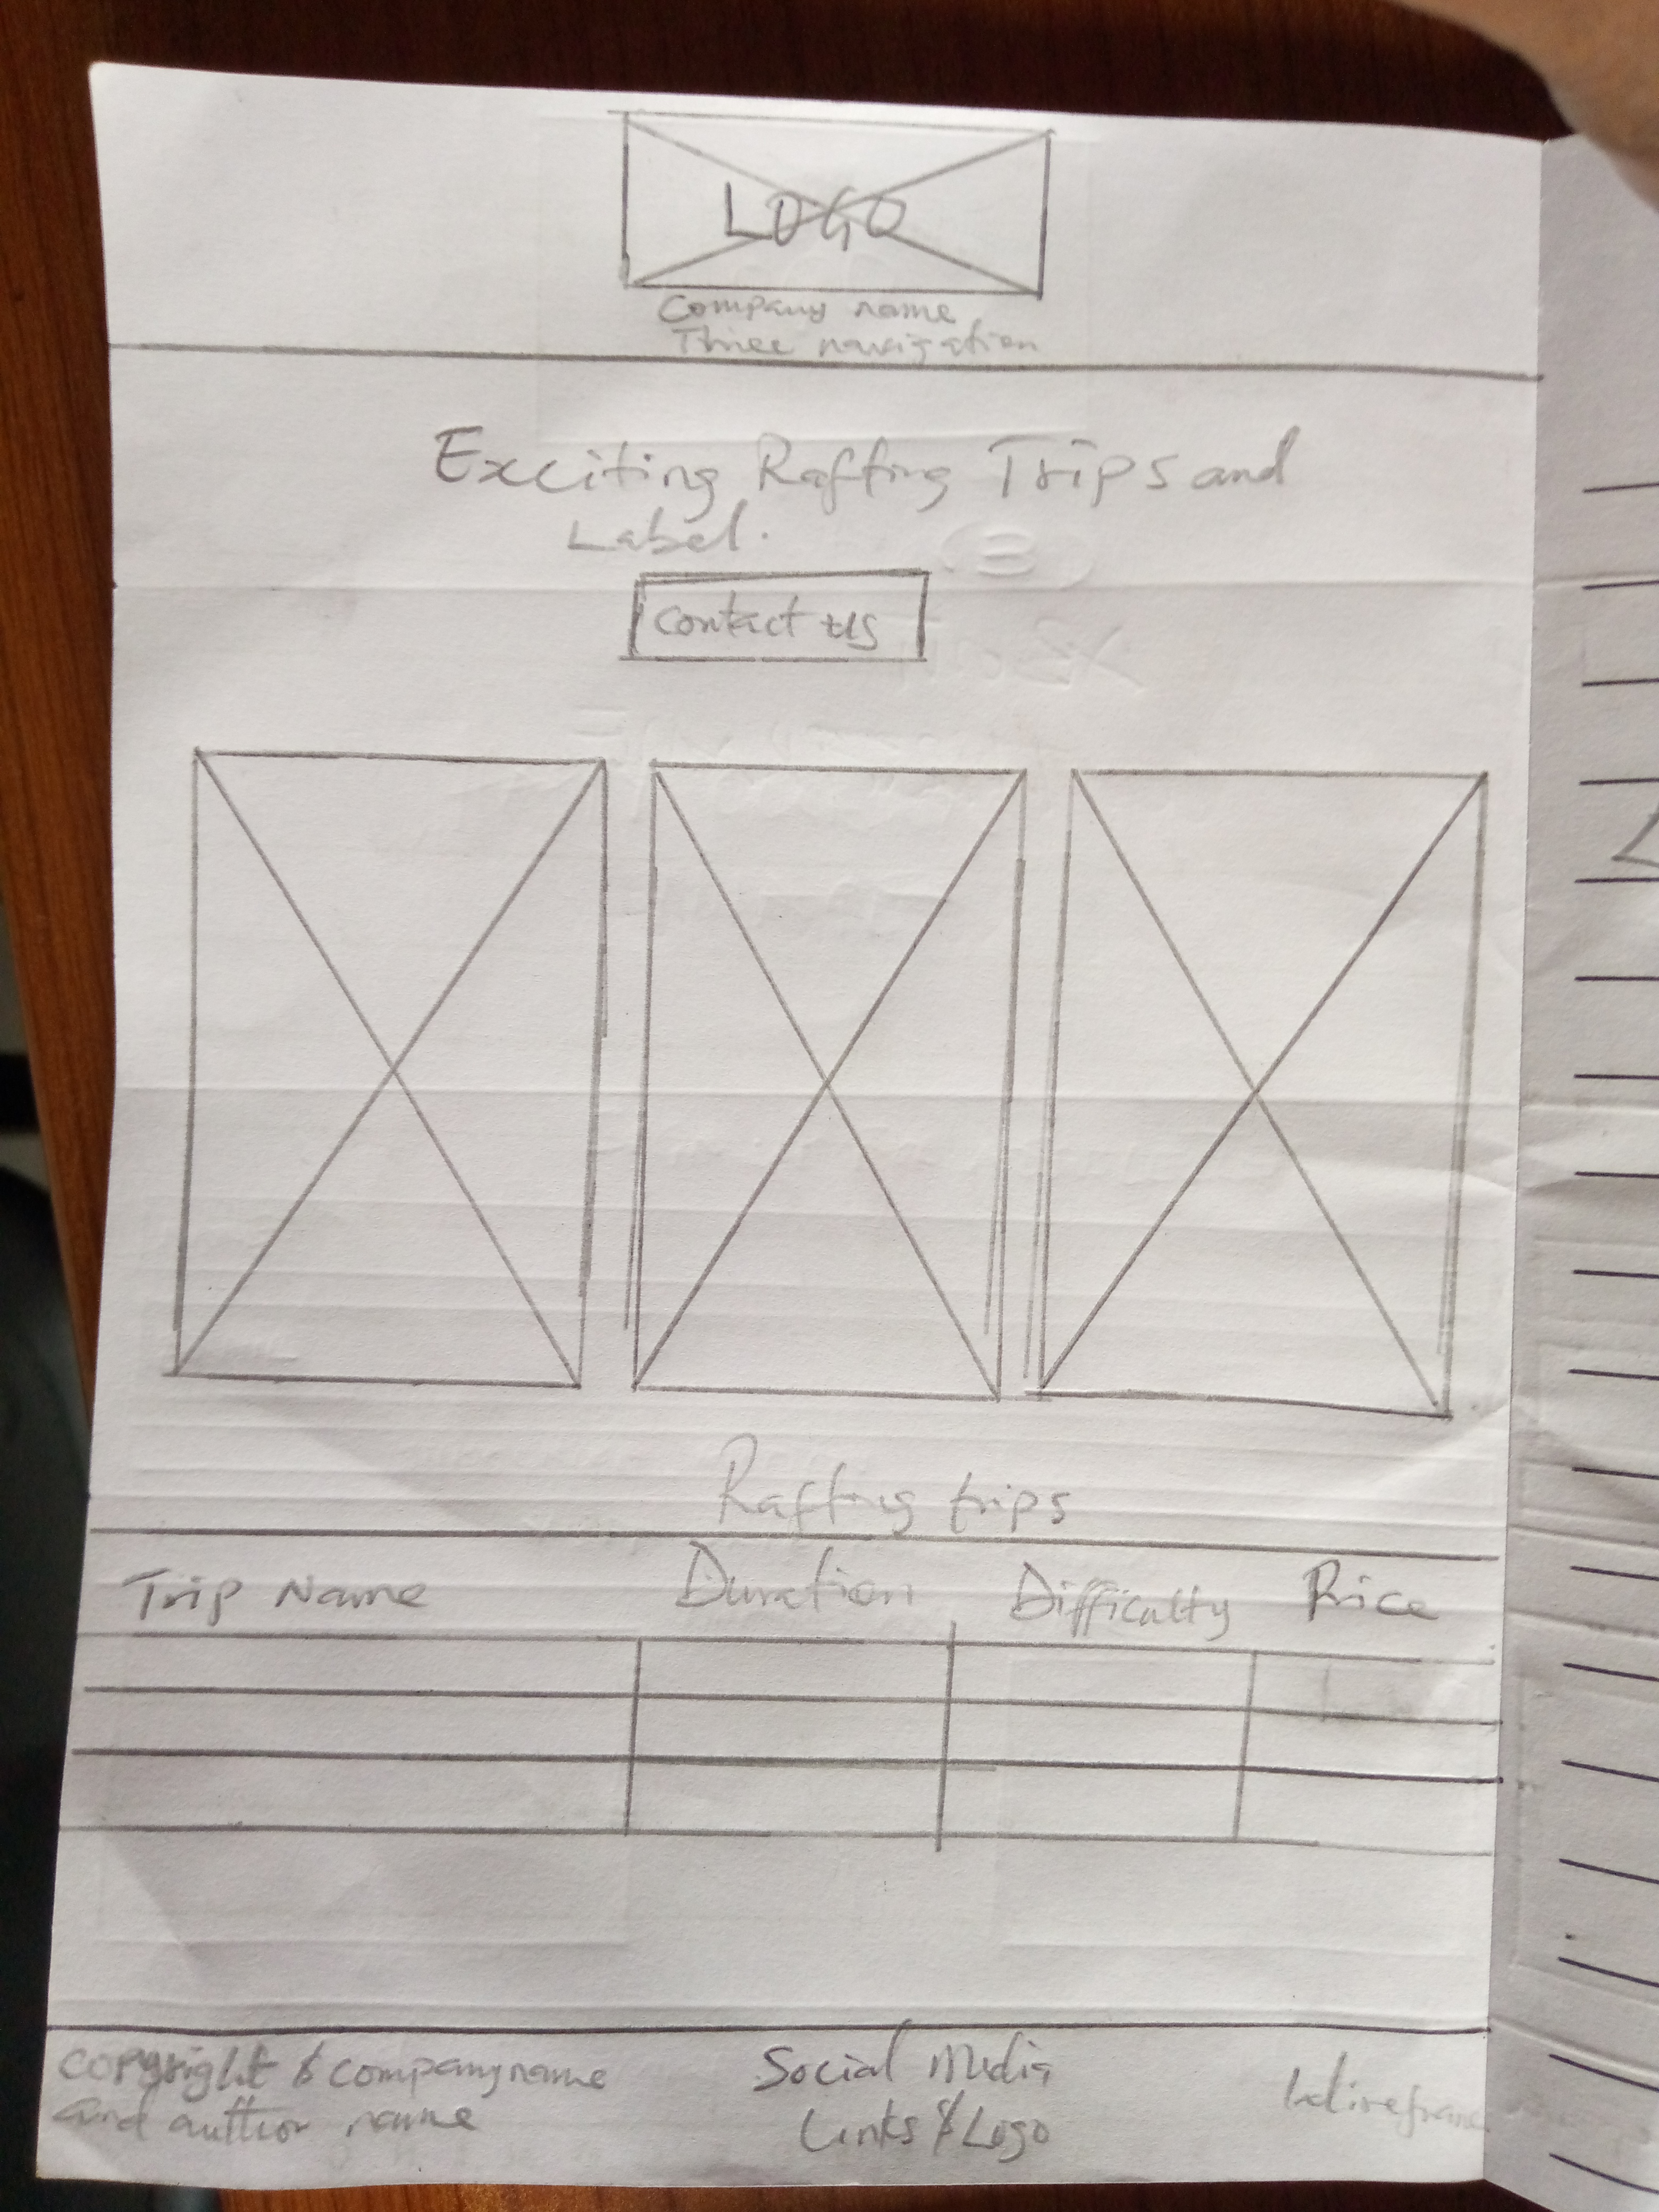 LOGO
Company name
Three navigation
Exciting Rafting Trips and
Label.
Contact us
Rafting trips
Trip Name Duration Difficulty Price
copyright & company name
and author name
Social Media
Links & Logo